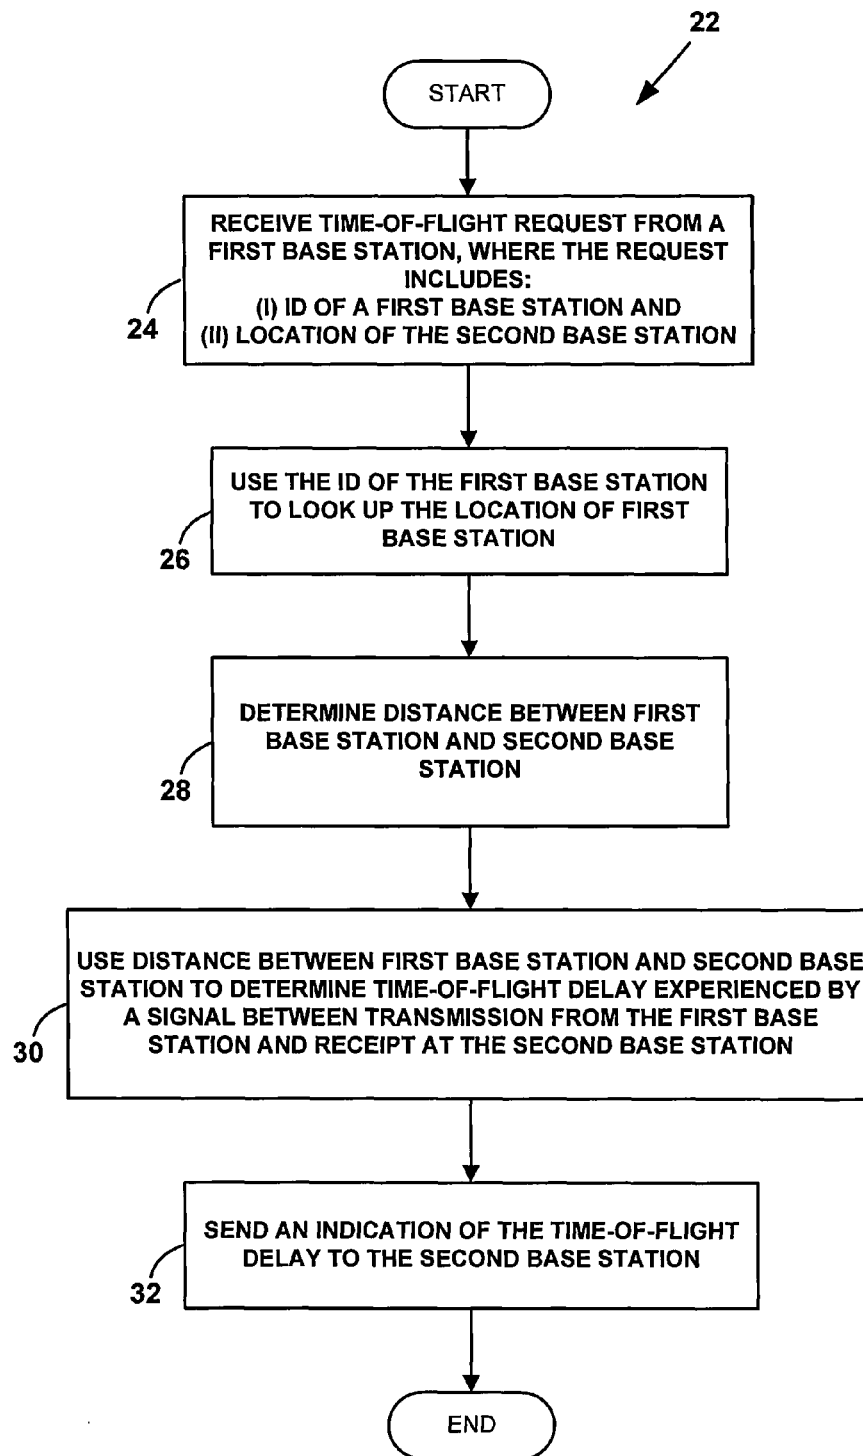 22
START
RECEIVE TIME-OF-FLIGHT REQUEST FROM A
FIRST BASE STATION, WHERE THE REQUEST
INCLUDES:
(I) ID OF A FIRST BASE STATION AND
(II) LOCATION OF THE SECOND BASE STATION
24
USE THE ID OF THE FIRST BASE STATION
TO LOOK UP THE LOCATION OF FIRST
BASE STATION
26
DETERMINE DISTANCE BETWEEN FIRST
BASE STATION AND SECOND BASE
STATION
28
USE DISTANCE BETWEEN FIRST BASE STATION AND SECOND BASE
STATION TO DETERMINE TIME-OF-FLIGHT DELAY EXPERIENCED BY
A SIGNAL BETWEEN TRANSMISSION FROM THE FIRST BASE
STATION AND RECEIPT AT THE SECOND BASE STATION
30
SEND AN INDICATION OF THE TIME-OF-FLIGHT
DELAY TO THE SECOND BASE STATION
32
END